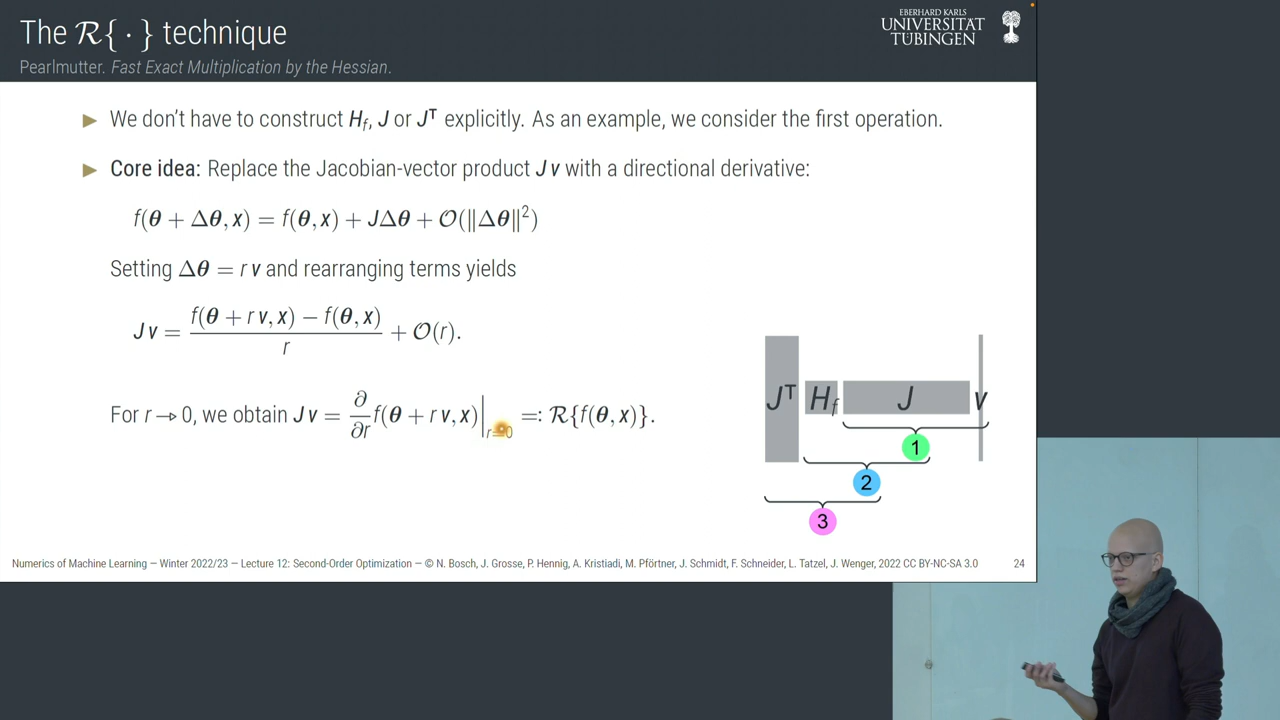 The 𝓡{ · } technique
Pearlmutter. Fast Exact Multiplication by the Hessian.
EBERHARD KARLS
UNIVERSITÄT
TÜBINGEN
▶ We don't have to construct H_f, J or Jᵀ explicitly. As an example, we consider the first operation.
▶ Core idea: Replace the Jacobian-vector product J v with a directional derivative:
f(θ + Δθ, x) = f(θ, x) + JΔθ + 𝒪(‖Δθ‖²)
Setting Δθ = r v and rearranging terms yields
J v = (f(θ + r v, x) − f(θ, x)) / r + 𝒪(r).
For r → 0, we obtain J v = ∂/∂r f(θ + r v, x)|_{r=0} =: 𝓡{f(θ, x)}.
Jᵀ H_f J v
1
2
3
Numerics of Machine Learning — Winter 2022/23 — Lecture 12: Second-Order Optimization — © N. Bosch, J. Grosse, P. Hennig, A. Kristiadi, M. Pförtner, J. Schmidt, F. Schneider, L. Tatzel, J. Wenger, 2022 CC BY-NC-SA 3.0 24